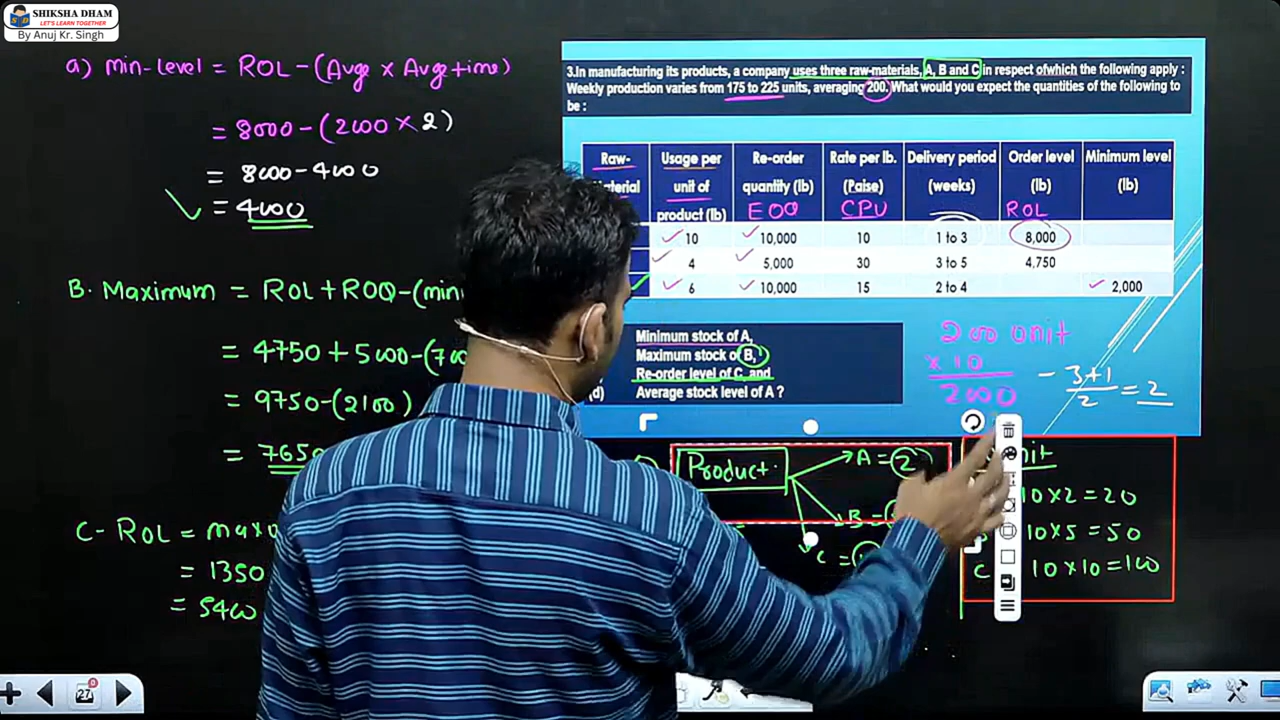 SHIKSHA DHAM
LET'S LEARN TOGETHER
By Anuj Kr. Singh
a) min-level = ROL - (Avg × Avg time)
= 8000 - (2000 × 2)
= 8000 - 4000
= 4000
B. Maximum = ROL + ROQ - (min
= 4750 + 5000 - (700
= 9750 - (2100)
= 7650
C - ROL = max
= 1350
= 5400
3.In manufacturing its products, a company uses three raw-materials, A, B and C in respect ofwhich the following apply :
Weekly production varies from 175 to 225 units, averaging 200. What would you expect the quantities of the following to
be :
Raw- Usage per Re-order Rate per lb. Delivery period Order level Minimum level
Material unit of quantity (lb) (Paise) (weeks) (lb) (lb)
product (lb) EOQ CPU ROL
10 10,000 10 1 to 3 8,000
4 5,000 30 3 to 5 4,750
6 10,000 15 2 to 4 2,000
Minimum stock of A,
Maximum stock of B,
Re-order level of C, and
(d) Average stock level of A ?
200 unit
× 10
2000
3+1
2
= 2
Product
A = 2
B =
C =
10 × 2 = 20
10 × 5 = 50
C 10 × 10 = 100
27